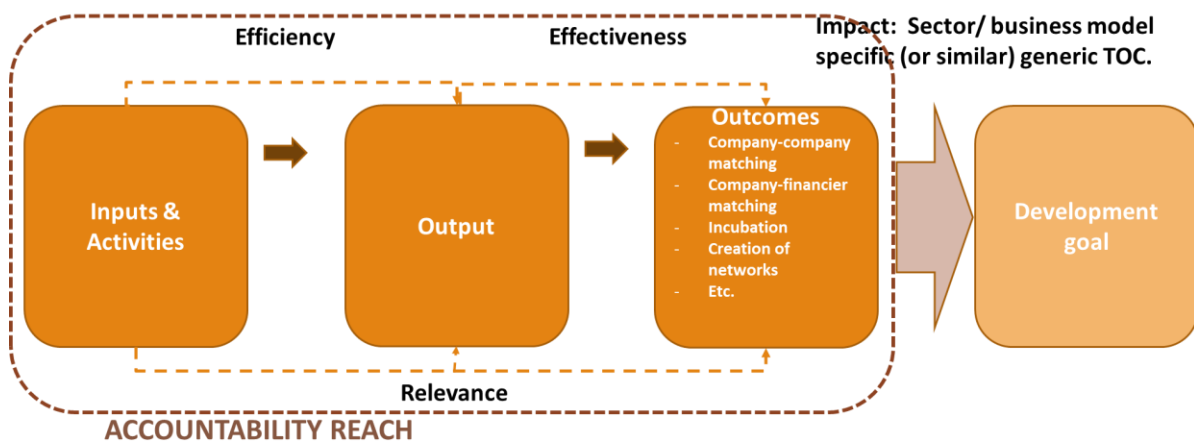 Efficiency
Effectiveness
Impact:  Sector/ business model
specific (or similar) generic TOC.
Inputs &
Activities
Output
Outcomes
- Company-company
matching
- Company-financier
matching
- Incubation
- Creation of
networks
- Etc.
Development
goal
Relevance
ACCOUNTABILITY REACH